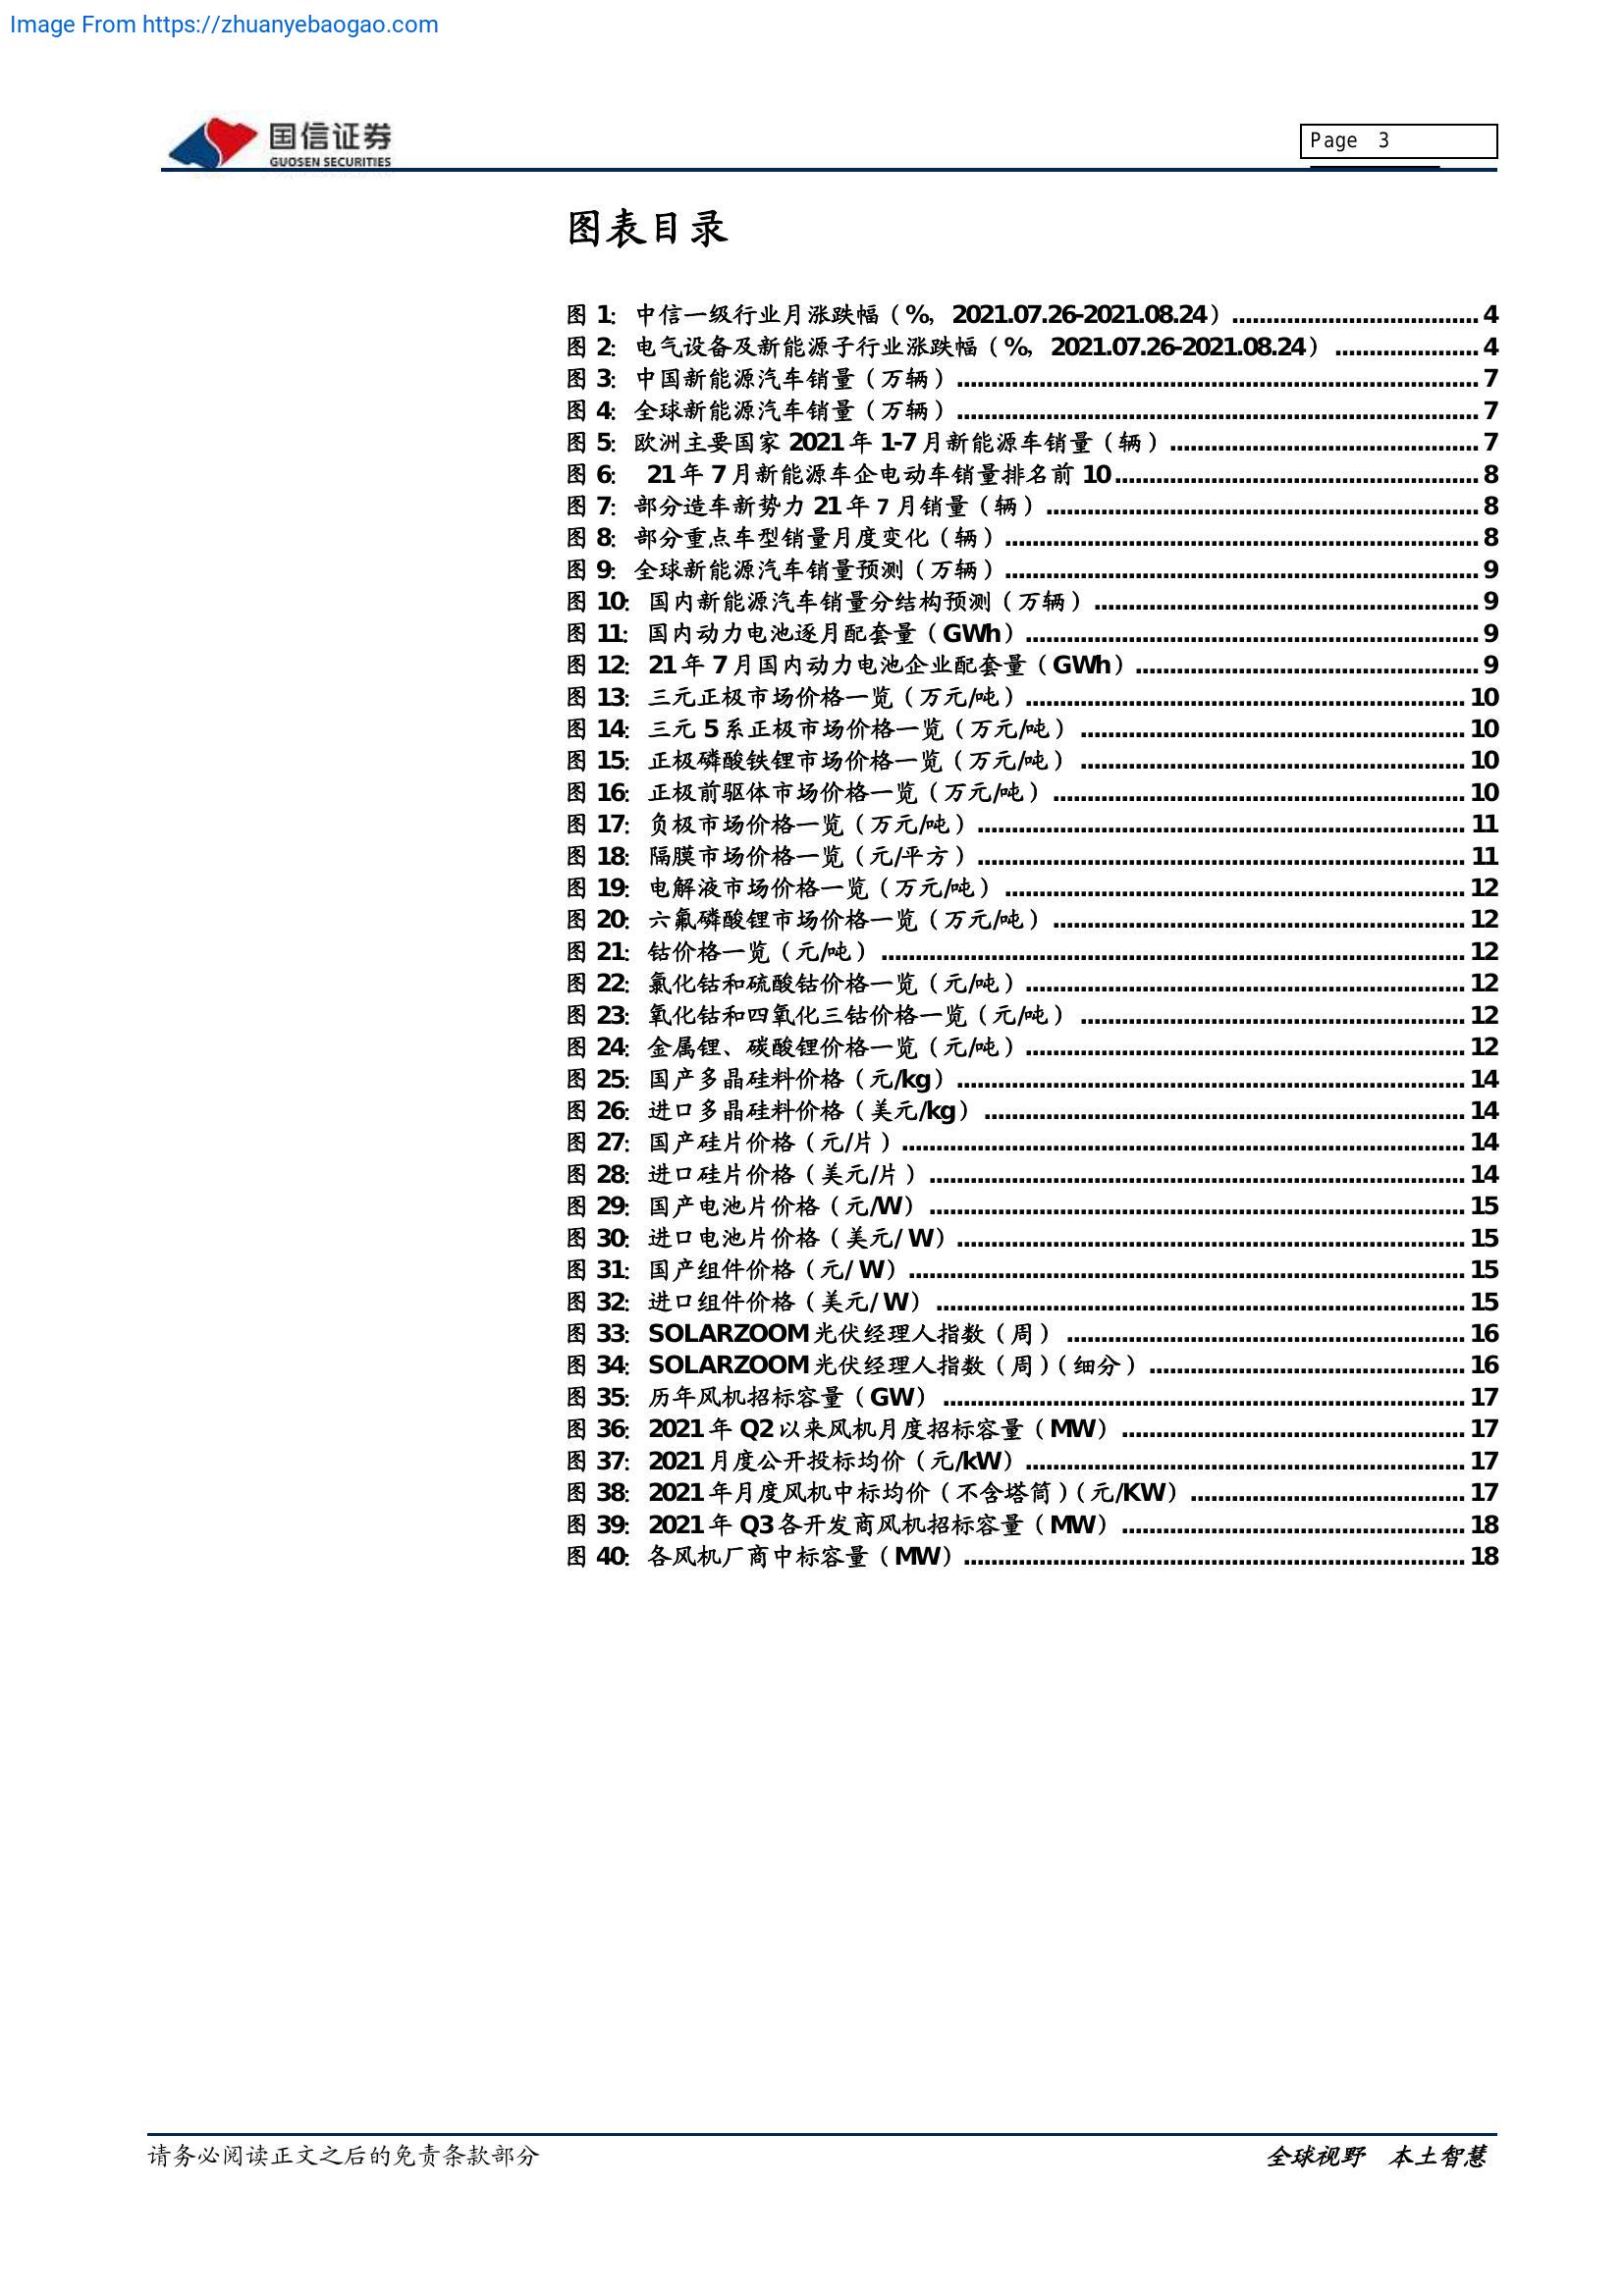 Image From https://zhuanyebaogao.com
国信证券
GUOSEN SECURITIES
Page 3
图表目录
图 1: 中信一级行业月涨跌幅（%，2021.07.26-2021.08.24）.................................... 4
图 2: 电气设备及新能源子行业涨跌幅（%，2021.07.26-2021.08.24） ..................... 4
图 3: 中国新能源汽车销量（万辆）............................................................................ 7
图 4: 全球新能源汽车销量（万辆）............................................................................ 7
图 5: 欧洲主要国家 2021 年 1-7 月新能源车销量（辆）............................................. 7
图 6: 21 年 7 月新能源车企电动车销量排名前 10..................................................... 8
图 7: 部分造车新势力 21 年 7 月销量（辆）............................................................... 8
图 8: 部分重点车型销量月度变化（辆）..................................................................... 8
图 9: 全球新能源汽车销量预测（万辆）..................................................................... 9
图 10: 国内新能源汽车销量分结构预测（万辆）........................................................ 9
图 11: 国内动力电池逐月配套量（GWh）.................................................................. 9
图 12: 21 年 7 月国内动力电池企业配套量（GWh）.................................................. 9
图 13: 三元正极市场价格一览（万元/吨）................................................................ 10
图 14: 三元 5 系正极市场价格一览（万元/吨） ........................................................ 10
图 15: 正极磷酸铁锂市场价格一览（万元/吨） ........................................................ 10
图 16: 正极前驱体市场价格一览（万元/吨）............................................................ 10
图 17: 负极市场价格一览（万元/吨）....................................................................... 11
图 18: 隔膜市场价格一览（元/平方）....................................................................... 11
图 19: 电解液市场价格一览（万元/吨） ................................................................... 12
图 20: 六氟磷酸锂市场价格一览（万元/吨）............................................................ 12
图 21: 钴价格一览（元/吨）..................................................................................... 12
图 22: 氯化钴和硫酸钴价格一览（元/吨）................................................................ 12
图 23: 氧化钴和四氧化三钴价格一览（元/吨） ........................................................ 12
图 24: 金属锂、碳酸锂价格一览（元/吨）................................................................ 12
图 25: 国产多晶硅料价格（元/kg）.......................................................................... 14
图 26: 进口多晶硅料价格（美元/kg）...................................................................... 14
图 27: 国产硅片价格（元/片）.................................................................................. 14
图 28: 进口硅片价格（美元/片）.............................................................................. 14
图 29: 国产电池片价格（元/W）.............................................................................. 15
图 30: 进口电池片价格（美元/ W）.......................................................................... 15
图 31: 国产组件价格（元/ W）................................................................................. 15
图 32: 进口组件价格（美元/ W）............................................................................. 15
图 33: SOLARZOOM 光伏经理人指数（周） .......................................................... 16
图 34: SOLARZOOM 光伏经理人指数（周）（细分）.............................................. 16
图 35: 历年风机招标容量（GW）............................................................................ 17
图 36: 2021 年 Q2 以来风机月度招标容量（MW）.................................................. 17
图 37: 2021 月度公开投标均价（元/kW）................................................................ 17
图 38: 2021 年月度风机中标均价（不含塔筒）（元/KW）........................................ 17
图 39: 2021 年 Q3 各开发商风机招标容量（MW）.................................................. 18
图 40: 各风机厂商中标容量（MW）......................................................................... 18
请务必阅读正文之后的免责条款部分
全球视野 本土智慧